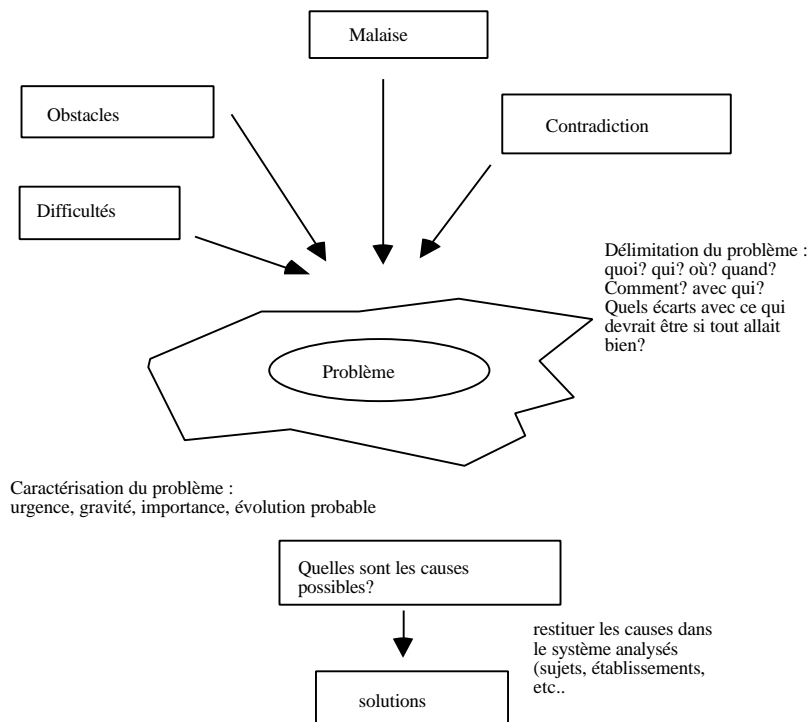 Malaise
Obstacles
Contradiction
Difficultés
Délimitation du problème :
quoi? qui? où? quand?
Comment? avec qui?
Quels écarts avec ce qui
devrait être si tout allait
bien?
Problème
Caractérisation du problème :
urgence, gravité, importance, évolution probable
Quelles sont les causes
possibles?
restituer les causes dans
le système analysés
(sujets, établissements,
etc..
solutions